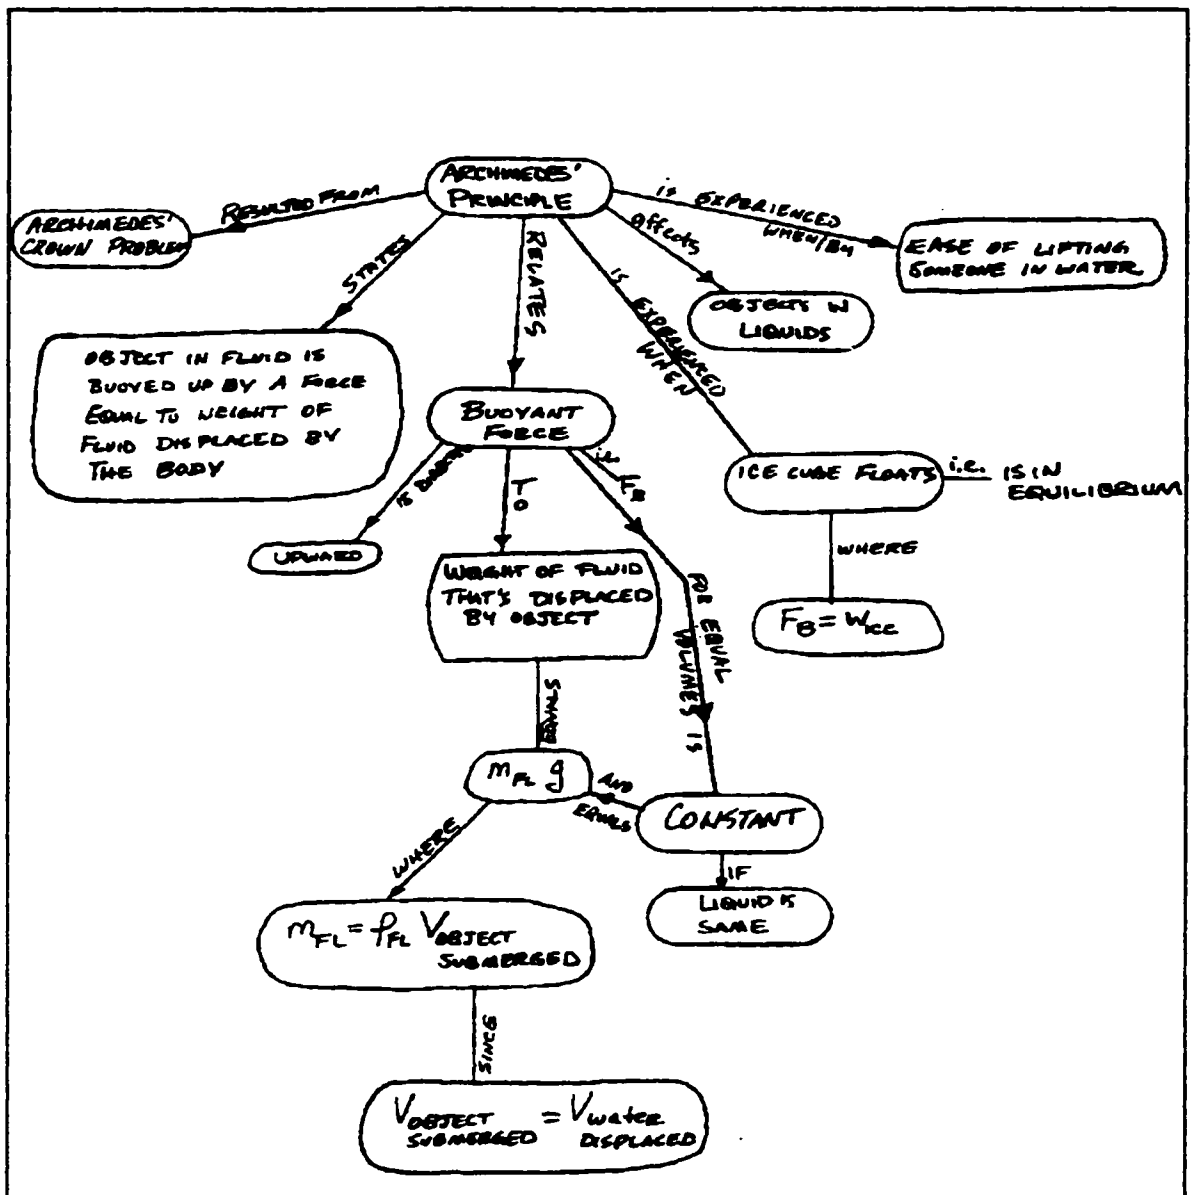 ARCHIMEDES'
PRINCIPLE
RESULTED FROM
ARCHIMEDES'
CROWN PROBLEM
STATES
OBJECT IN FLUID IS
BUOYED UP BY A FORCE
EQUAL TO WEIGHT OF
FLUID DISPLACED BY
THE BODY
RELATES
is EXPERIENCED
WHEN
affects
OBJECTS IN
LIQUIDS
is EXPERIENCED
WHEN/BY
EASE OF LIFTING
SOMEONE IN WATER
BUOYANT
FORCE
IS
UPWARD
TO
WEIGHT OF FLUID
THAT'S DISPLACED
BY OBJECT
i.e.
FB
FOR EQUAL
VOLUMES IS
ICE CUBE FLOATS
i.e.
IS IN
EQUILIBRIUM
WHERE
F_B = W_ICE
m_FL g
AND
EQUALS
CONSTANT
IF
LIQUID IS
SAME
WHERE
m_FL = ρ_FL V_OBJECT
SUBMERGED
SINCE
V_OBJECT = V_water
SUBMERGED DISPLACED